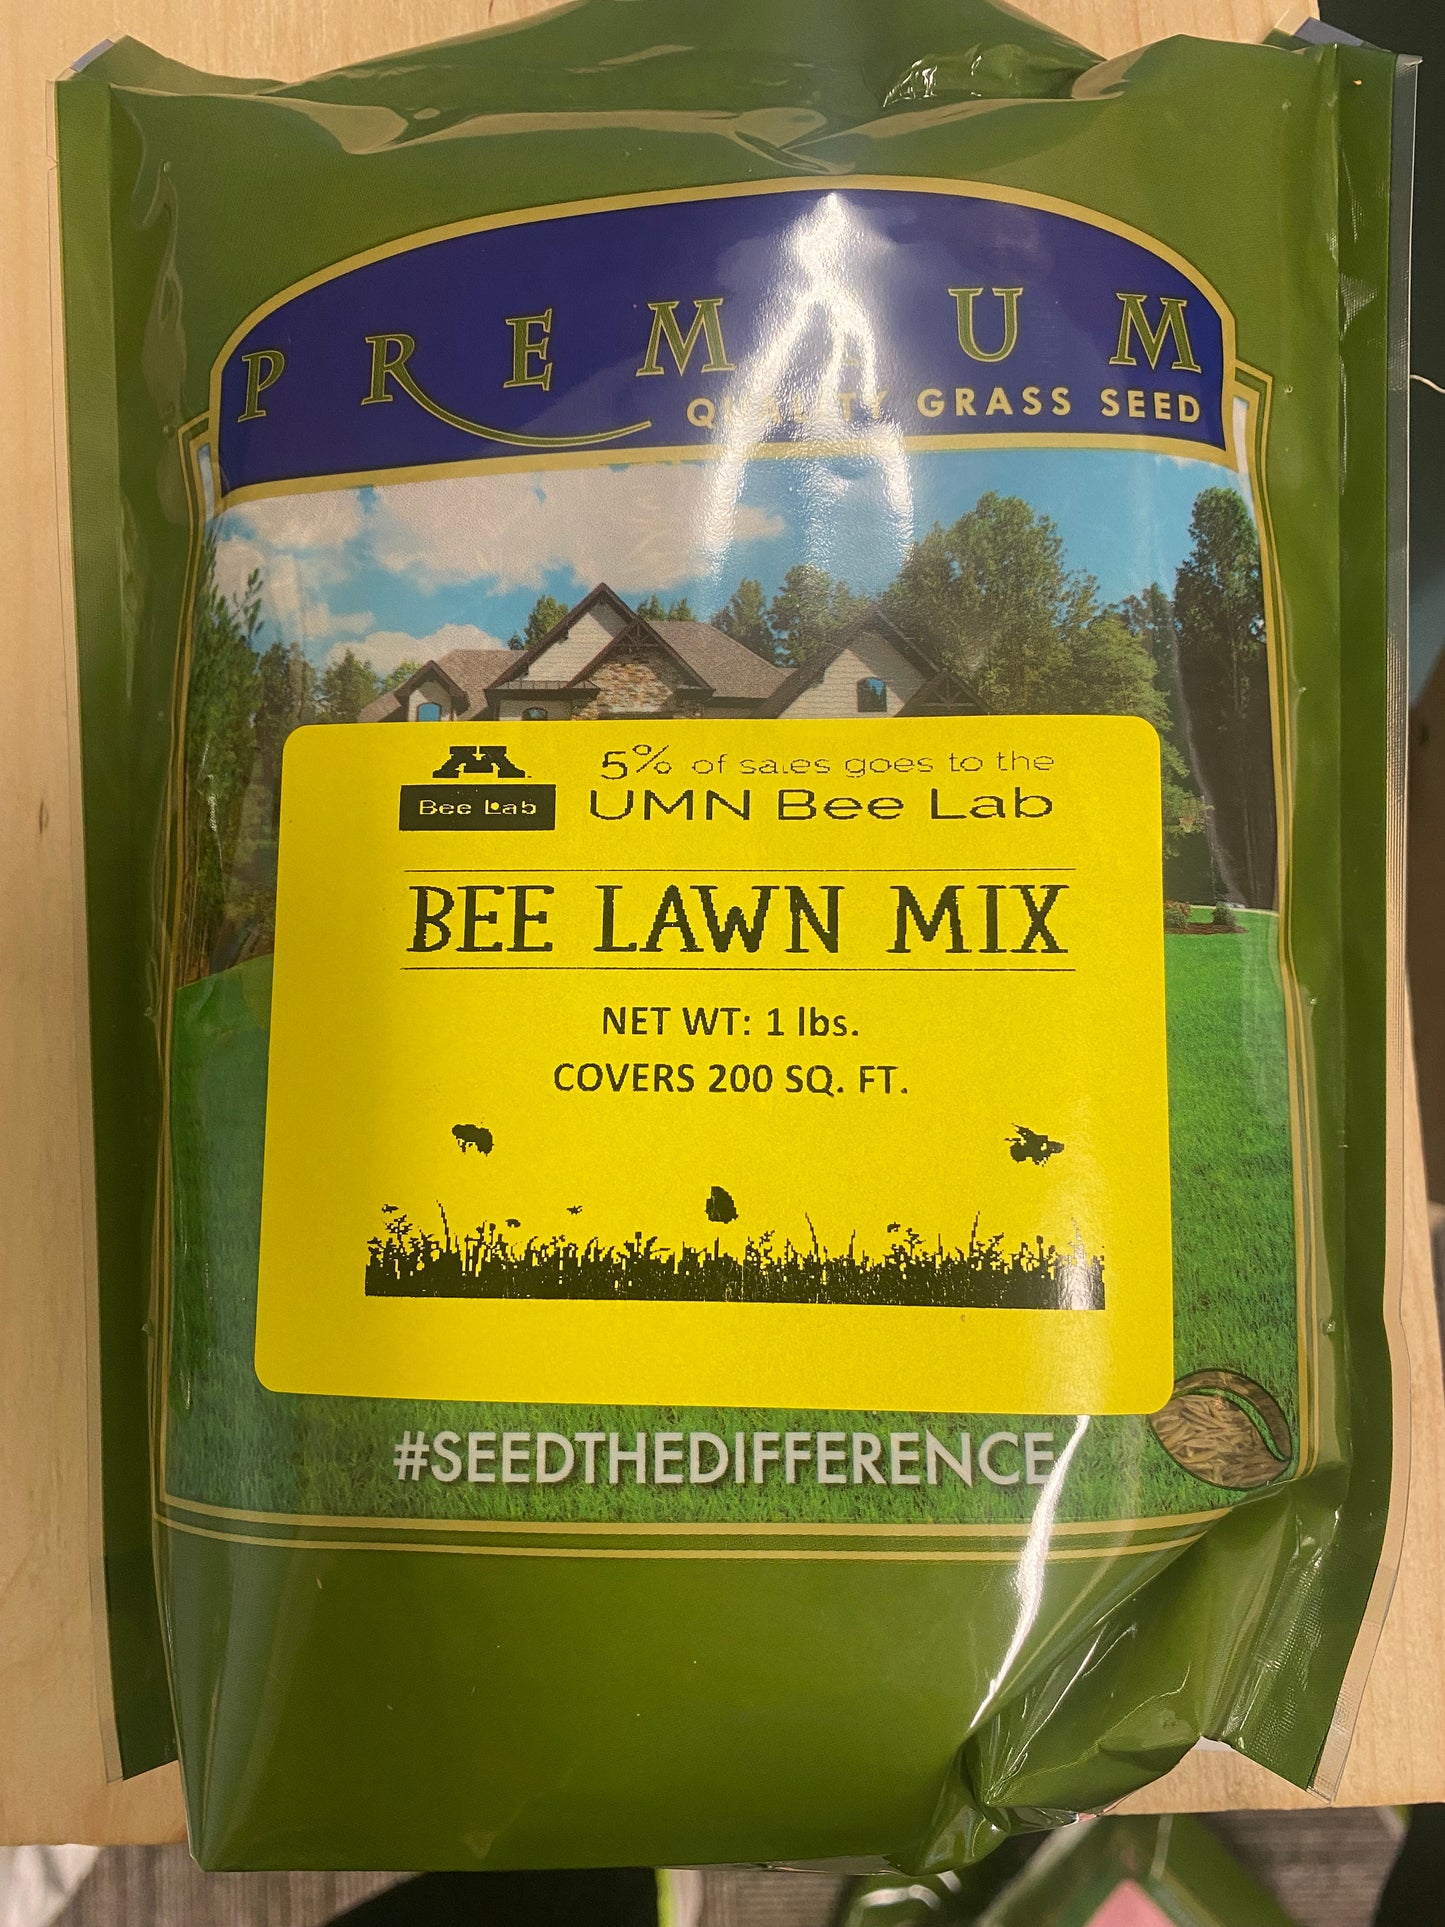 PREMIUM
QUALITY GRASS SEED
M
Bee Lab
5% of sales goes to the
UMN Bee Lab
BEE LAWN MIX
NET WT: 1 lbs.
COVERS 200 SQ. FT.
#SEEDTHEDIFFERENCE